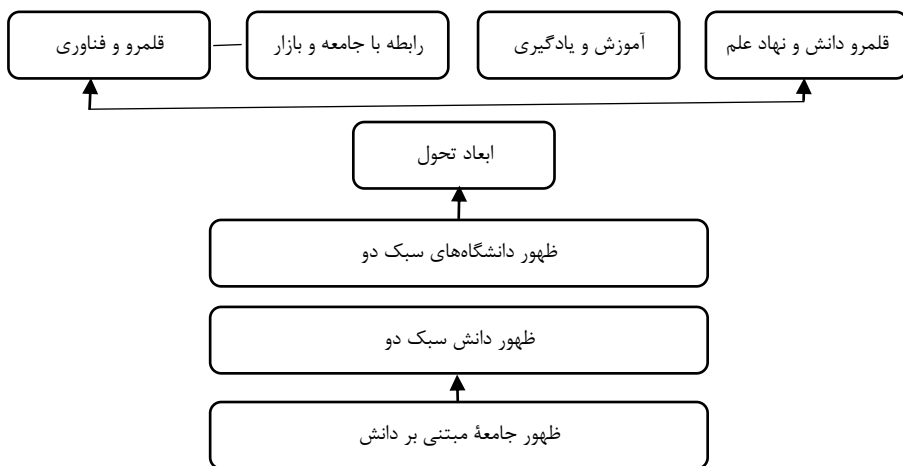 قلمرو دانش و نهاد علم
آموزش و یادگیری
رابطه با جامعه و بازار
قلمرو و فناوری
ابعاد تحول
ظهور دانشگاه‌های سبک دو
ظهور دانش سبک دو
ظهور جامعۀ مبتنی بر دانش